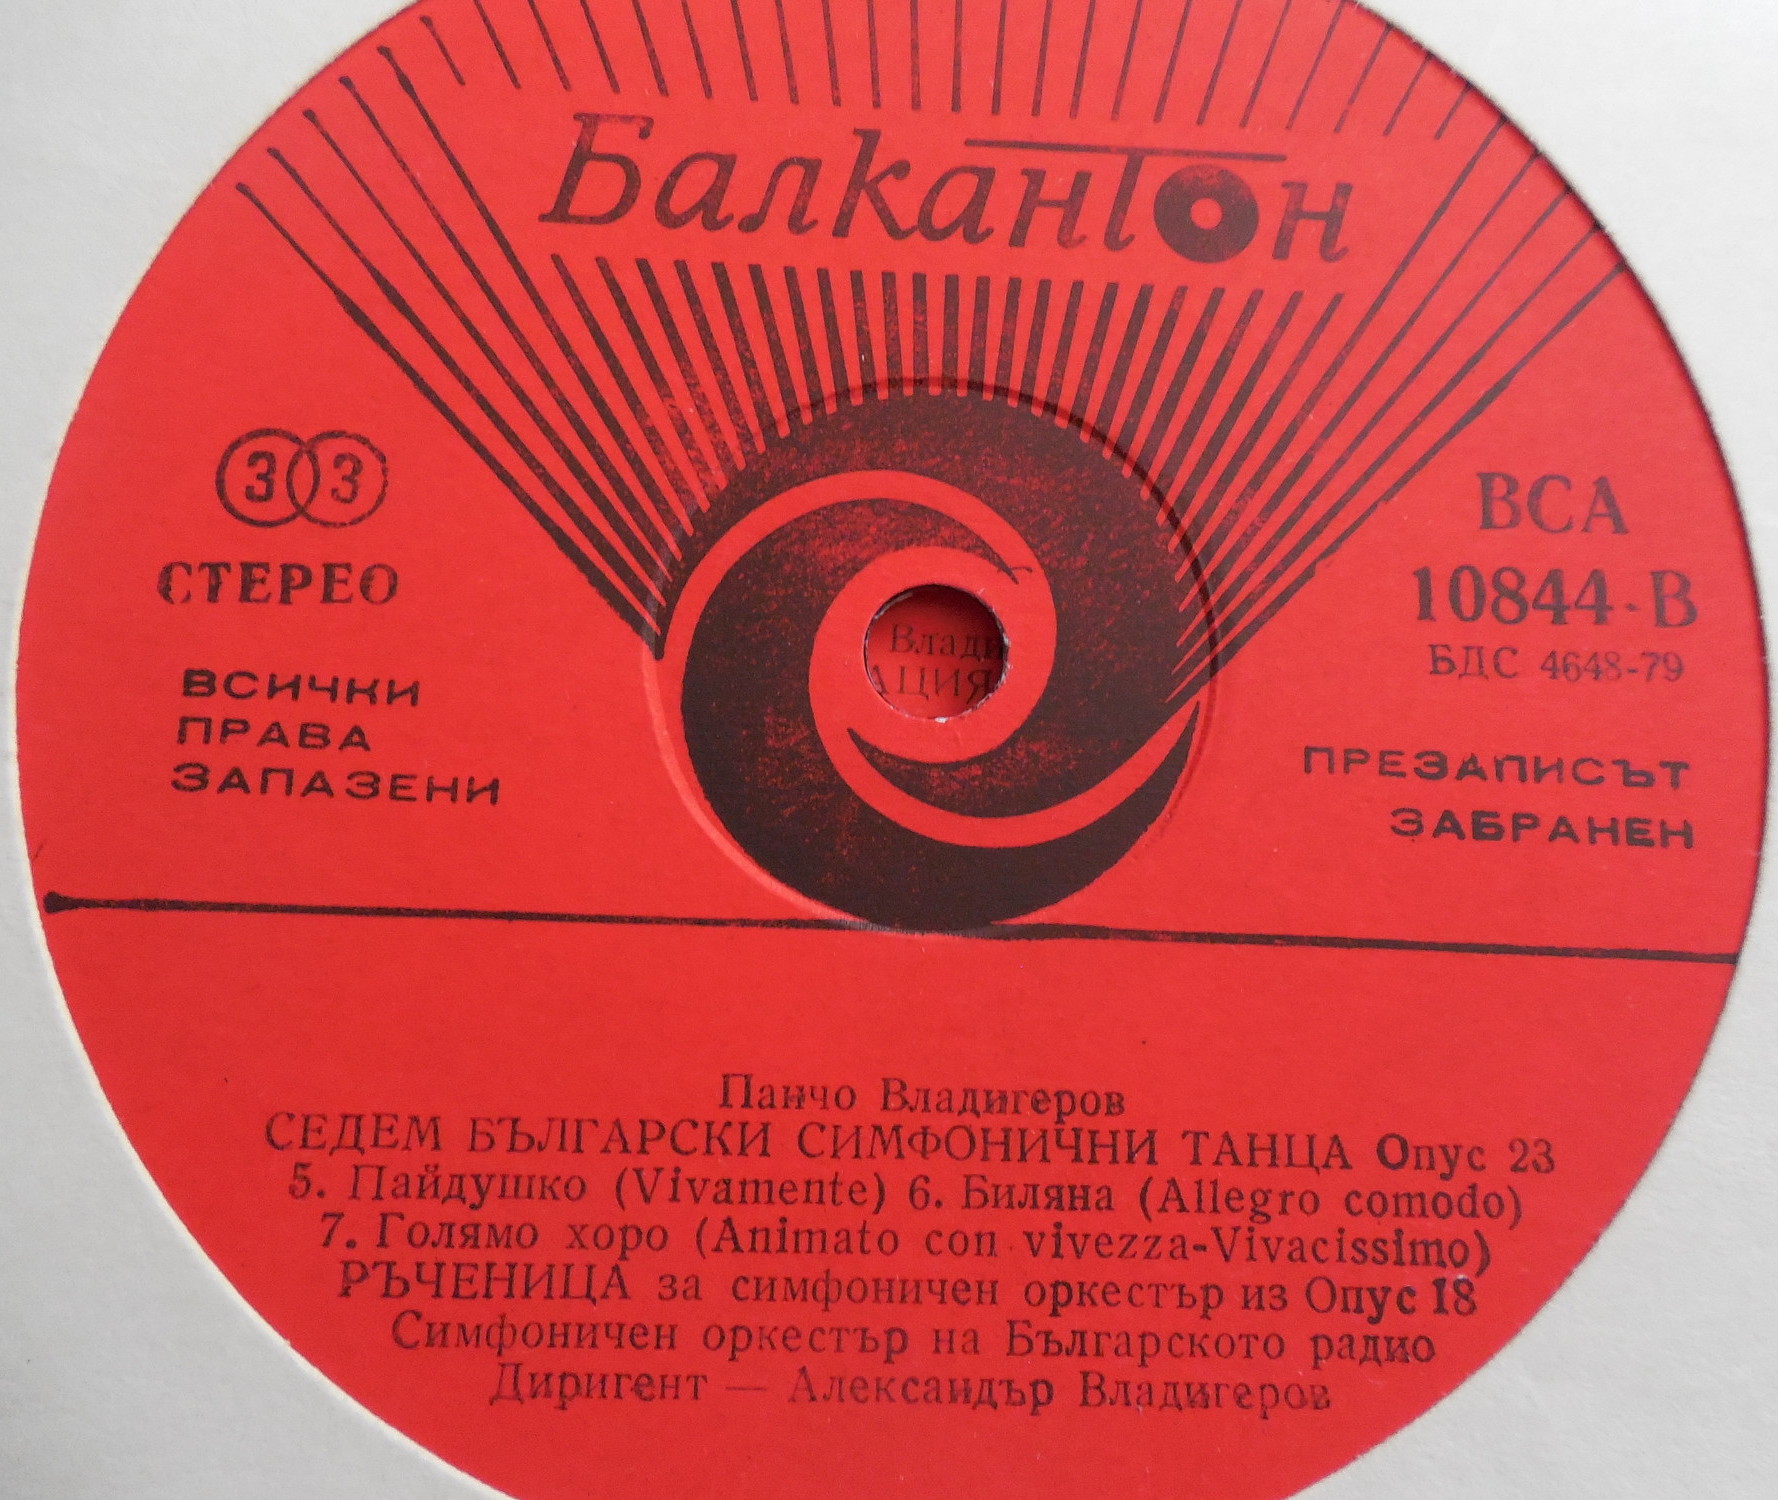 Балкантон
33
СТЕРЕО
ВСИЧКИ
ПРАВА
ЗАПАЗЕНИ
ВСА
10844-В
БДС 4648-79
ПРЕЗАПИСЪТ
ЗАБРАНЕН
Влади
АЦИЯ
Панчо Владигеров
СЕДЕМ БЪЛГАРСКИ СИМФОНИЧНИ ТАНЦА Опус 23
5. Пайдушко (Vivamente) 6. Биляна (Allegro comodo)
7. Голямо хоро (Animato con vivezza-Vivacissimo)
РЪЧЕНИЦА за симфоничен оркестър из Опус 18
Симфоничен оркестър на Българското радио
Диригент — Александър Владигеров